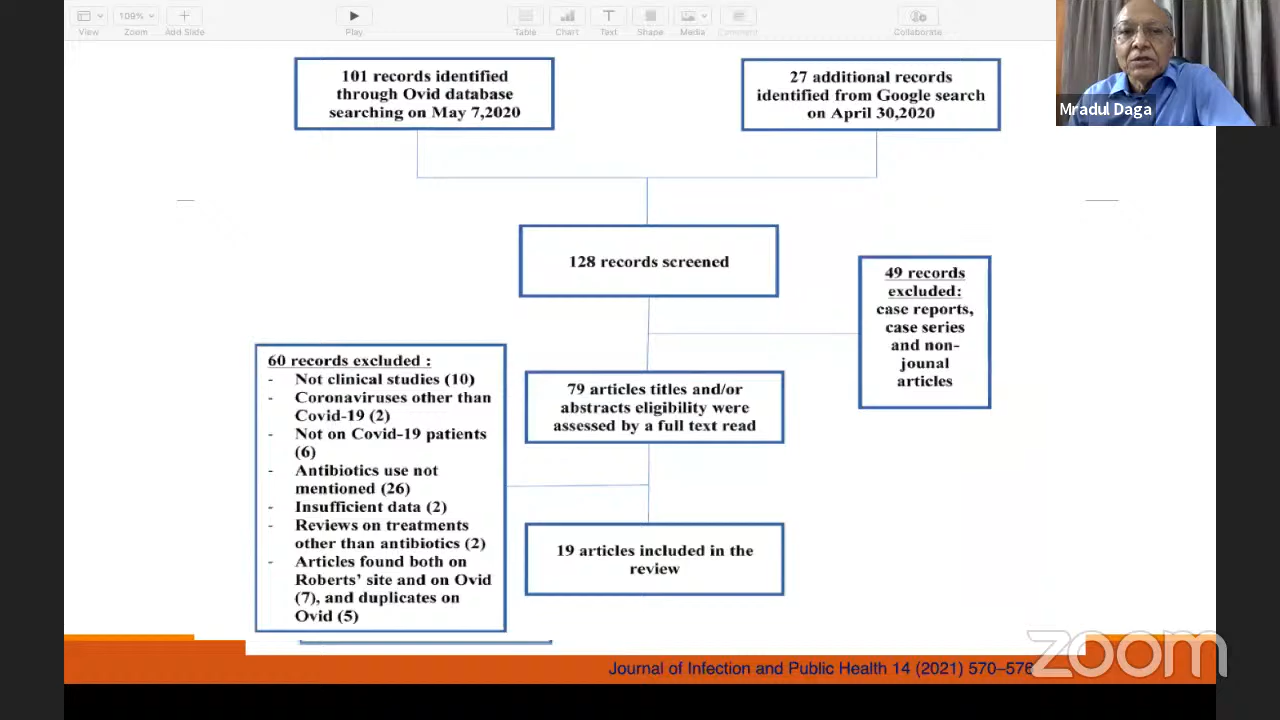 View
109%
Zoom
Add Slide
Play
Table
Chart
Text
Shape
Media
Comment
Collaborate
Mradul Daga
101 records identified
through Ovid database
searching on May 7,2020
27 additional records
identified from Google search
on April 30,2020
128 records screened
49 records
excluded:
case reports,
case series
and non-
jounal
articles
60 records excluded :
- Not clinical studies (10)
- Coronaviruses other than
Covid-19 (2)
- Not on Covid-19 patients
(6)
- Antibiotics use not
mentioned (26)
- Insufficient data (2)
- Reviews on treatments
other than antibiotics (2)
- Articles found both on
Roberts' site and on Ovid
(7), and duplicates on
Ovid (5)
79 articles titles and/or
abstracts eligibility were
assessed by a full text read
19 articles included in the
review
Journal of Infection and Public Health 14 (2021) 570–576
zoom